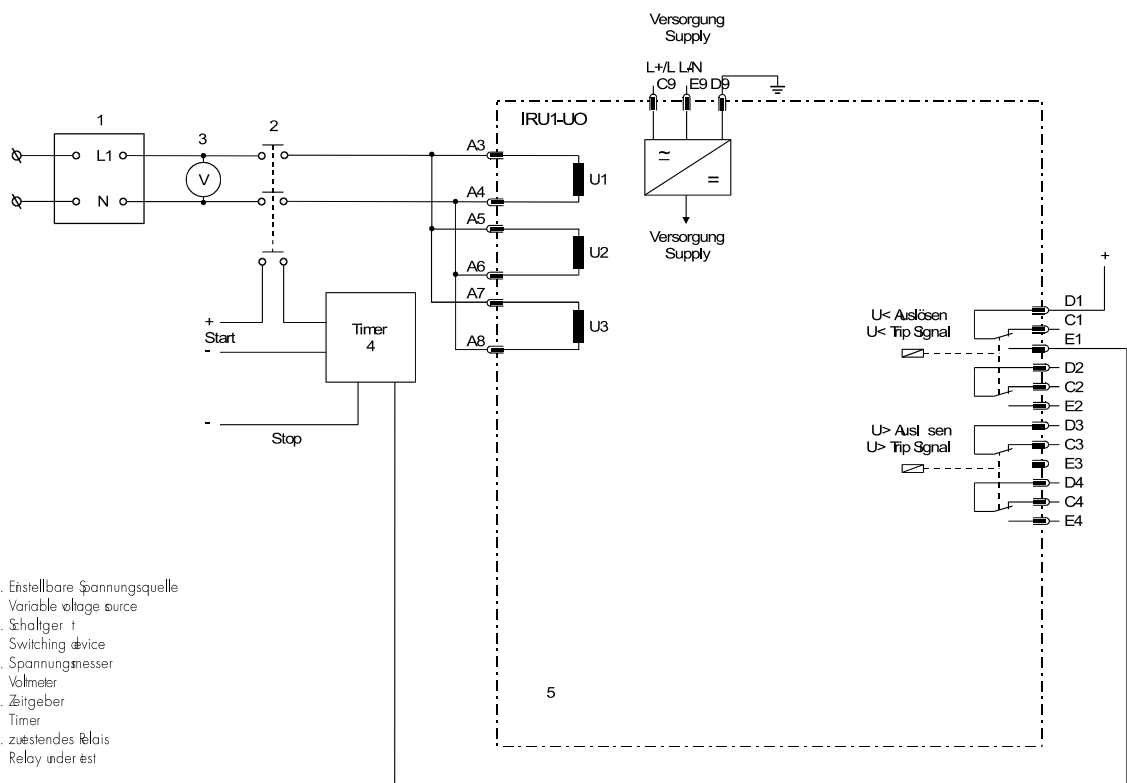 Versorgung
Supply
L+/L L-/N
C9 E9 D9
IRU1-UO
1
2
3
L1
V
N
A3
U1
A4
A5
U2
A6
A7
U3
A8
Versorgung
Supply
≃
=
+
Start
-
Timer
4
-
Stop
+
D1
C1
E1
D2
C2
E2
D3
C3
E3
D4
C4
E4
U< Auslösen
U< Trip Signal
U> Ausl sen
U> Trip Signal
5
. Einstellbare Spannungsquelle
Variable voltage source
. Schaltger t
Switching device
. Spannungsmesser
Voltmeter
. Zeitgeber
Timer
. zu testendes Relais
Relay under test